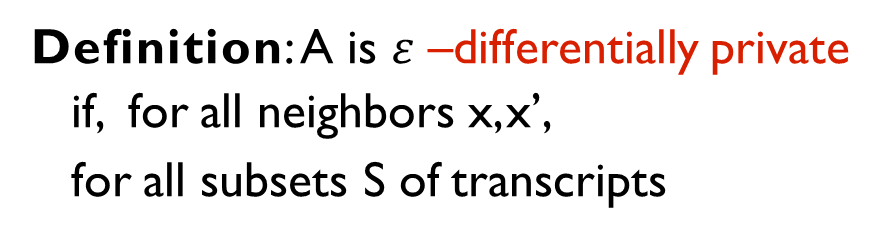 Definition: A is ε –differentially private
if, for all neighbors x,x’,
for all subsets S of transcripts